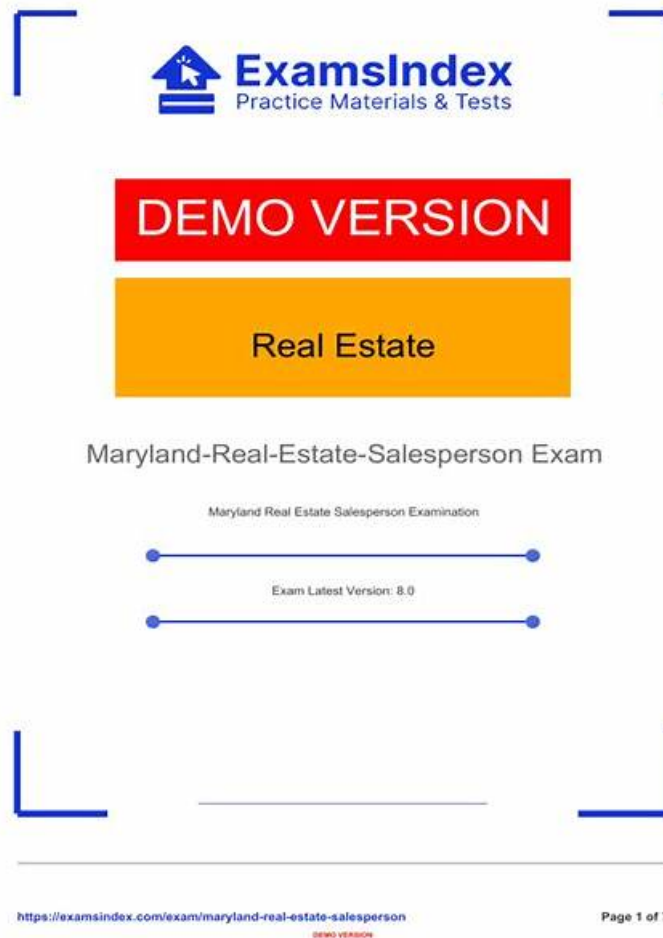 ExamsIndex
Practice Materials & Tests
DEMO VERSION
Real Estate
Maryland-Real-Estate-Salesperson Exam
Maryland Real Estate Salesperson Examination
Exam Latest Version: 8.0
https://examsindex.com/exam/maryland-real-estate-salesperson
Page 1 of
DEMO VERSION